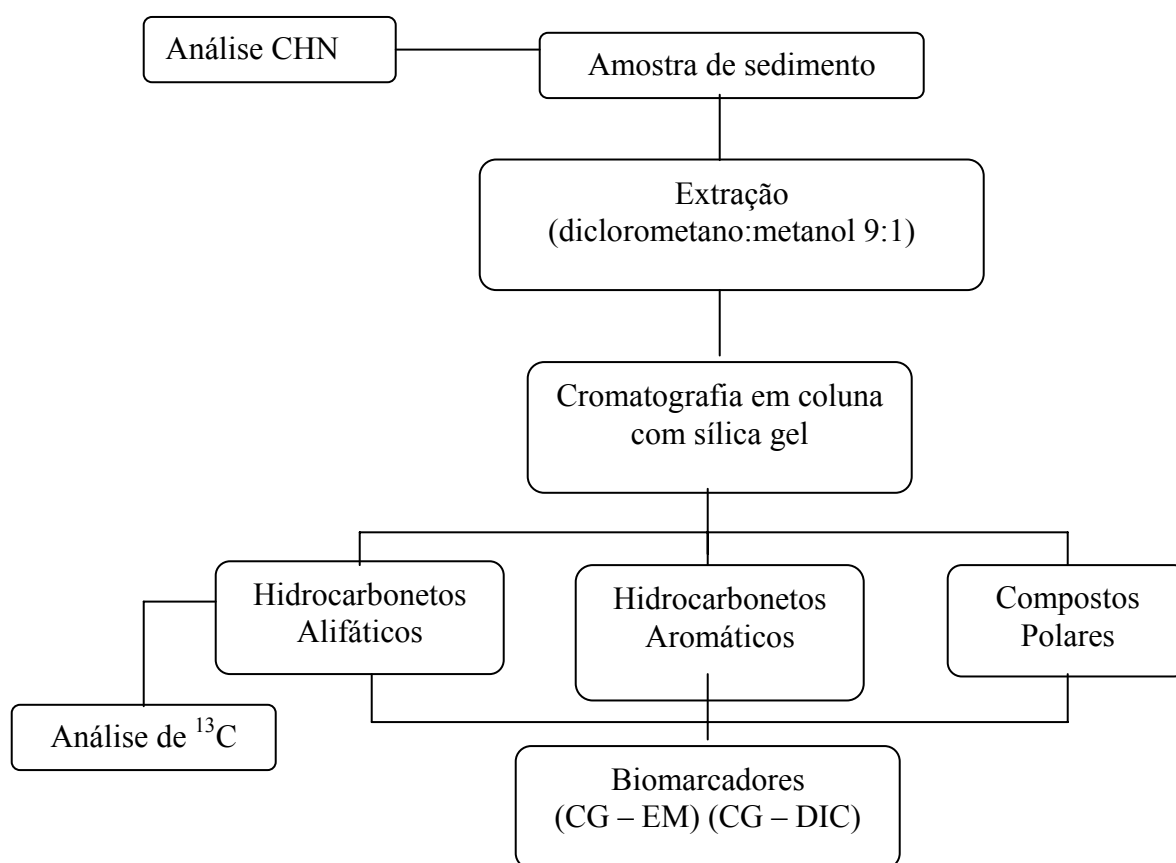 Análise CHN
Amostra de sedimento
Extração
(diclorometano:metanol 9:1)
Cromatografia em coluna
com sílica gel
Hidrocarbonetos
Alifáticos
Hidrocarbonetos
Aromáticos
Compostos
Polares
Análise de ¹³C
Biomarcadores
(CG – EM) (CG – DIC)